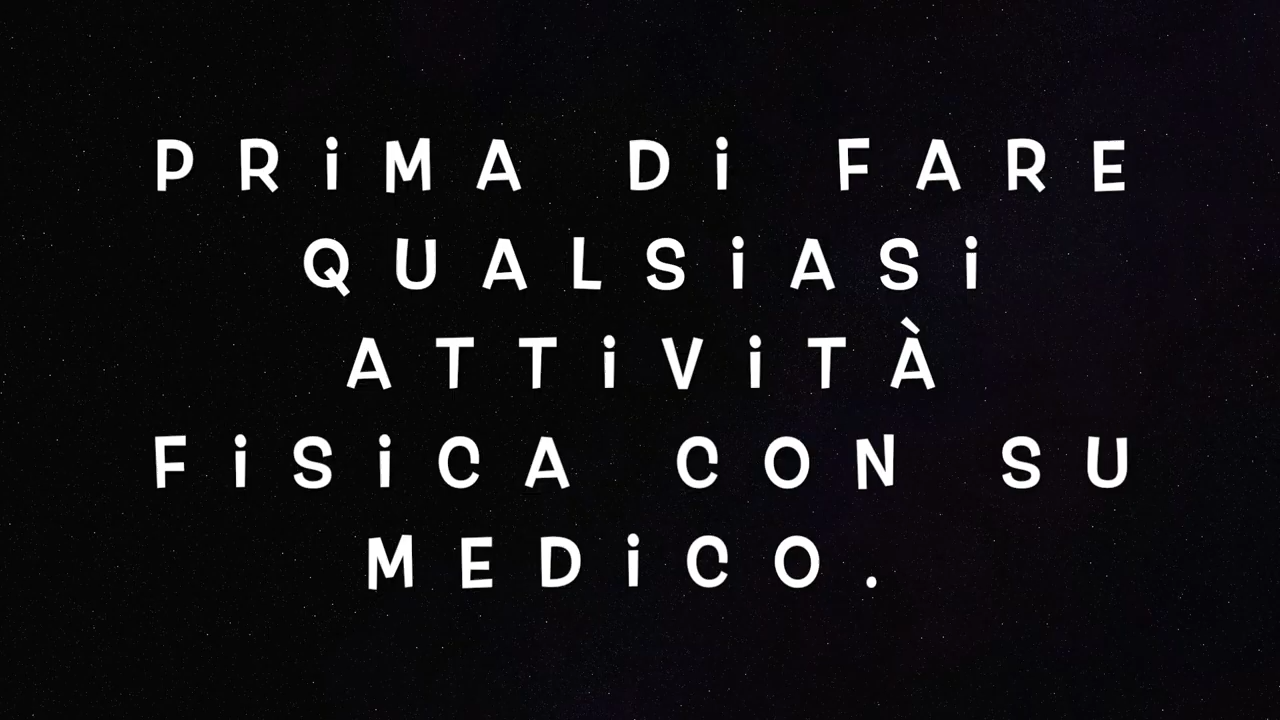 PRiMA Di FARE
QUALSiASi
ATTiViTÀ
FiSiCA CON SU
MEDiCO.